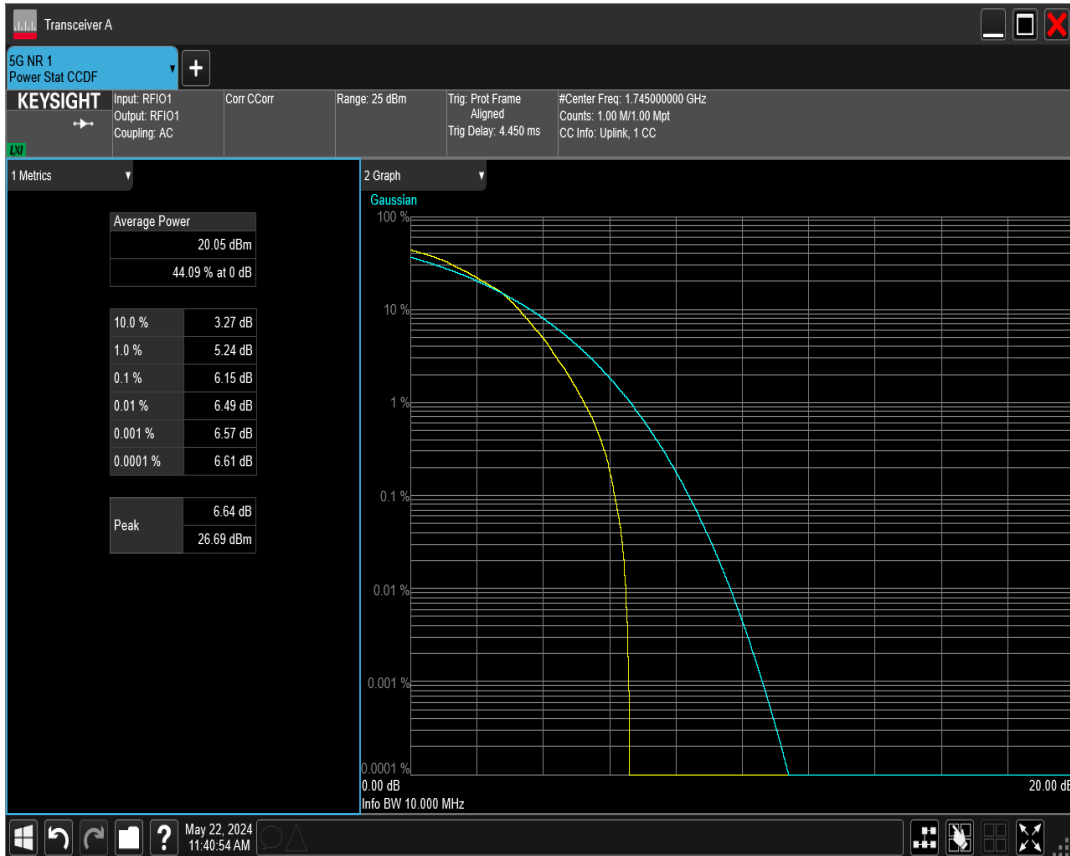 Transceiver A
5G NR 1
Power Stat CCDF
+
KEYSIGHT
LXI
Input: RFIO1
Output: RFIO1
Coupling: AC
Corr CCorr
Range: 25 dBm
Trig: Prot Frame
Aligned
Trig Delay: 4.450 ms
#Center Freq: 1.745000000 GHz
Counts: 1.00 M/1.00 Mpt
CC Info: Uplink, 1 CC
1 Metrics
Average Power
20.05 dBm
44.09 % at 0 dB
10.0 % 3.27 dB
1.0 % 5.24 dB
0.1 % 6.15 dB
0.01 % 6.49 dB
0.001 % 6.57 dB
0.0001 % 6.61 dB
Peak 6.64 dB
26.69 dBm
2 Graph
Gaussian
100 %
10 %
1 %
0.1 %
0.01 %
0.001 %
0.0001 %
0.00 dB 20.00 dB
Info BW 10.000 MHz
?
May 22, 2024
11:40:54 AM